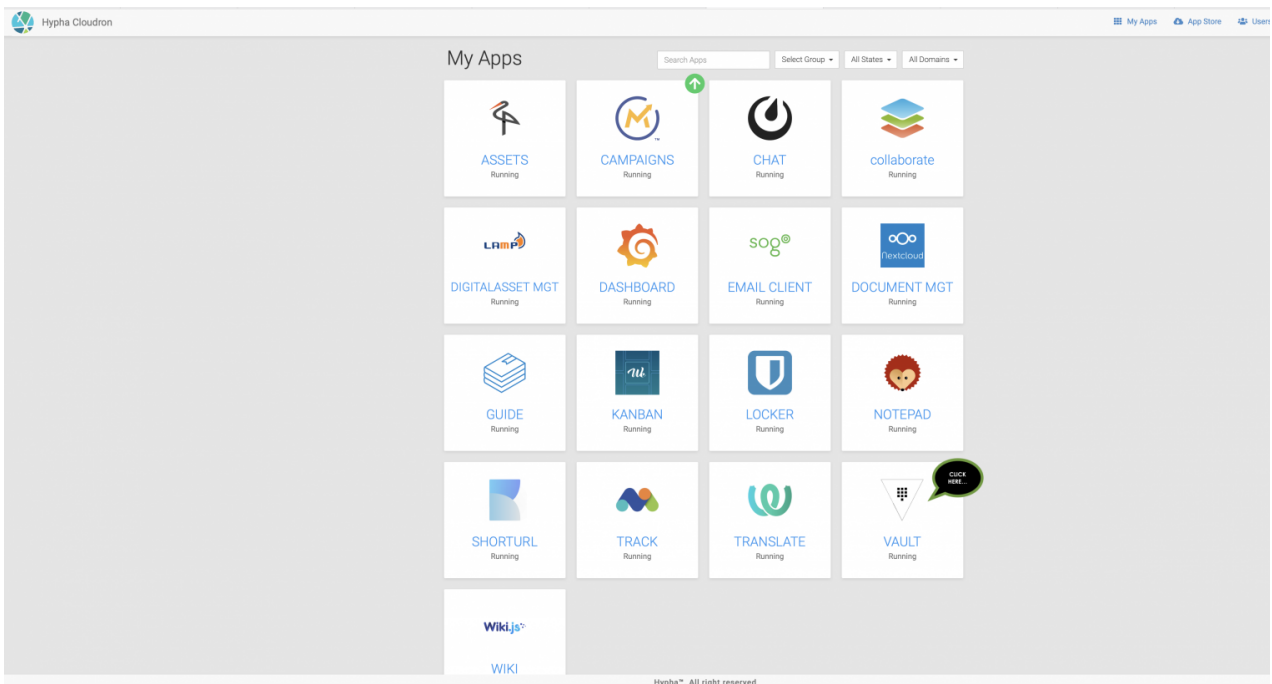 Hypha Cloudron
My Apps
App Store
Users
My Apps
Search Apps
Select Group
All States
All Domains
ASSETS
Running
CAMPAIGNS
Running
CHAT
Running
collaborate
Running
LAMP
DIGITALASSET MGT
Running
DASHBOARD
Running
sogo
EMAIL CLIENT
Running
nextcloud
DOCUMENT MGT
Running
GUIDE
Running
KANBAN
Running
LOCKER
Running
NOTEPAD
Running
SHORTURL
Running
TRACK
Running
TRANSLATE
Running
CLICK
HERE...
VAULT
Running
Wiki.js
WIKI
Hypha™. All right reserved